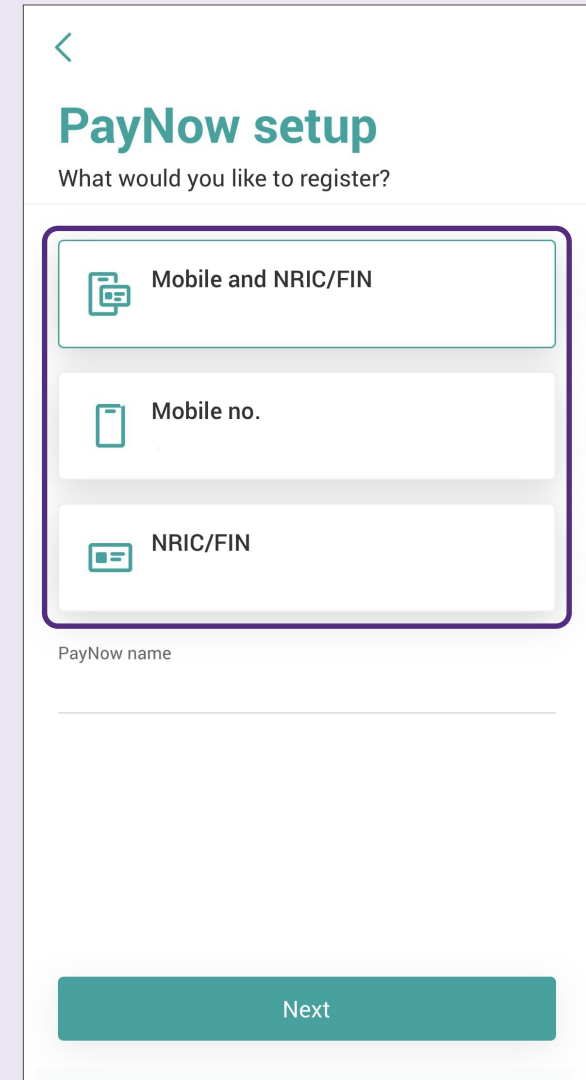 PayNow setup
What would you like to register?
Mobile and NRIC/FIN
Mobile no.
NRIC/FIN
PayNow name
Next